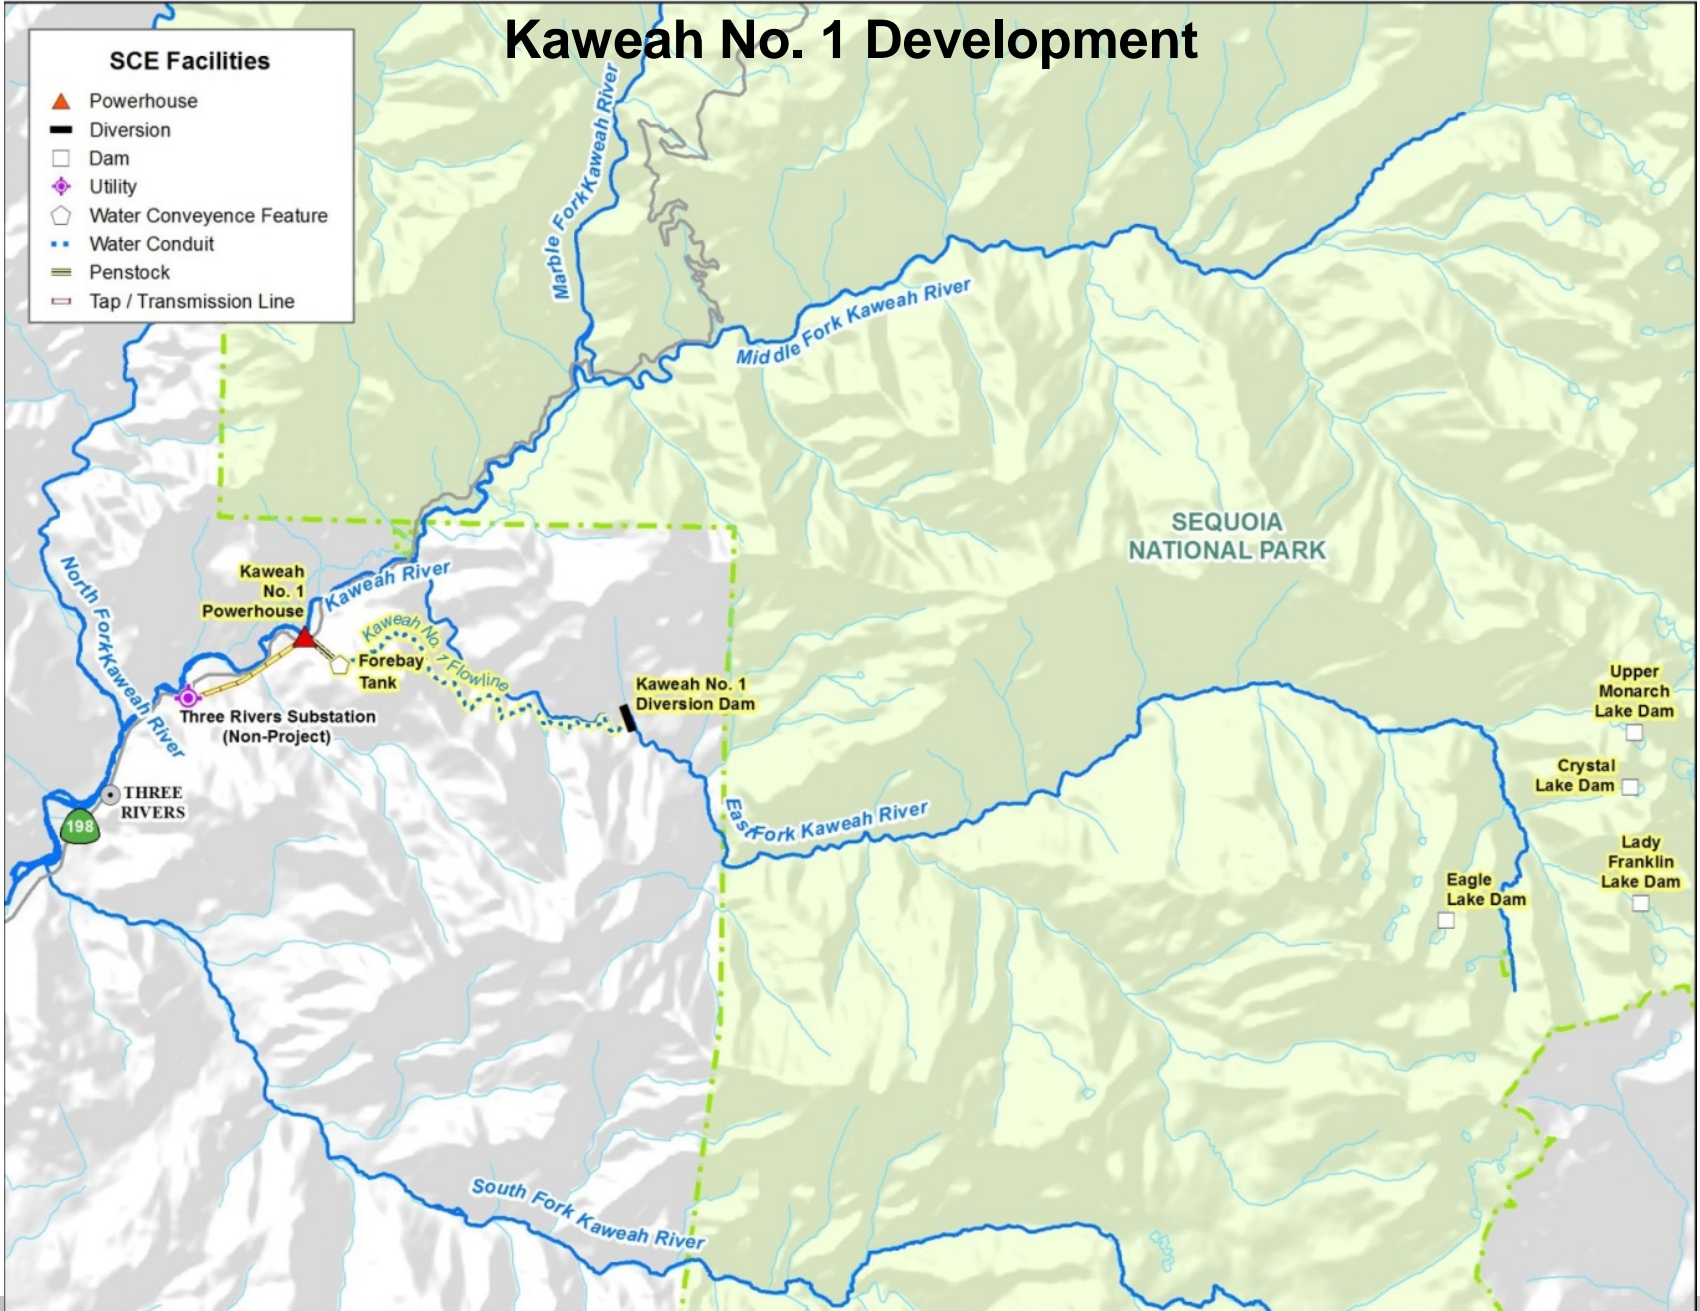 Kaweah No. 1 Development
SCE Facilities
Powerhouse
Diversion
Dam
Utility
Water Conveyence Feature
Water Conduit
Penstock
Tap / Transmission Line
Marble Fork Kaweah River
Middle Fork Kaweah River
SEQUOIA
NATIONAL PARK
North Fork Kaweah River
Kaweah
No. 1
Powerhouse
Kaweah River
Kaweah No. 1 Flowline
Forebay
Tank
Kaweah No. 1
Diversion Dam
Three Rivers Substation
(Non-Project)
THREE
RIVERS
198
East Fork Kaweah River
Upper
Monarch
Lake Dam
Crystal
Lake Dam
Lady
Franklin
Lake Dam
Eagle
Lake Dam
South Fork Kaweah River